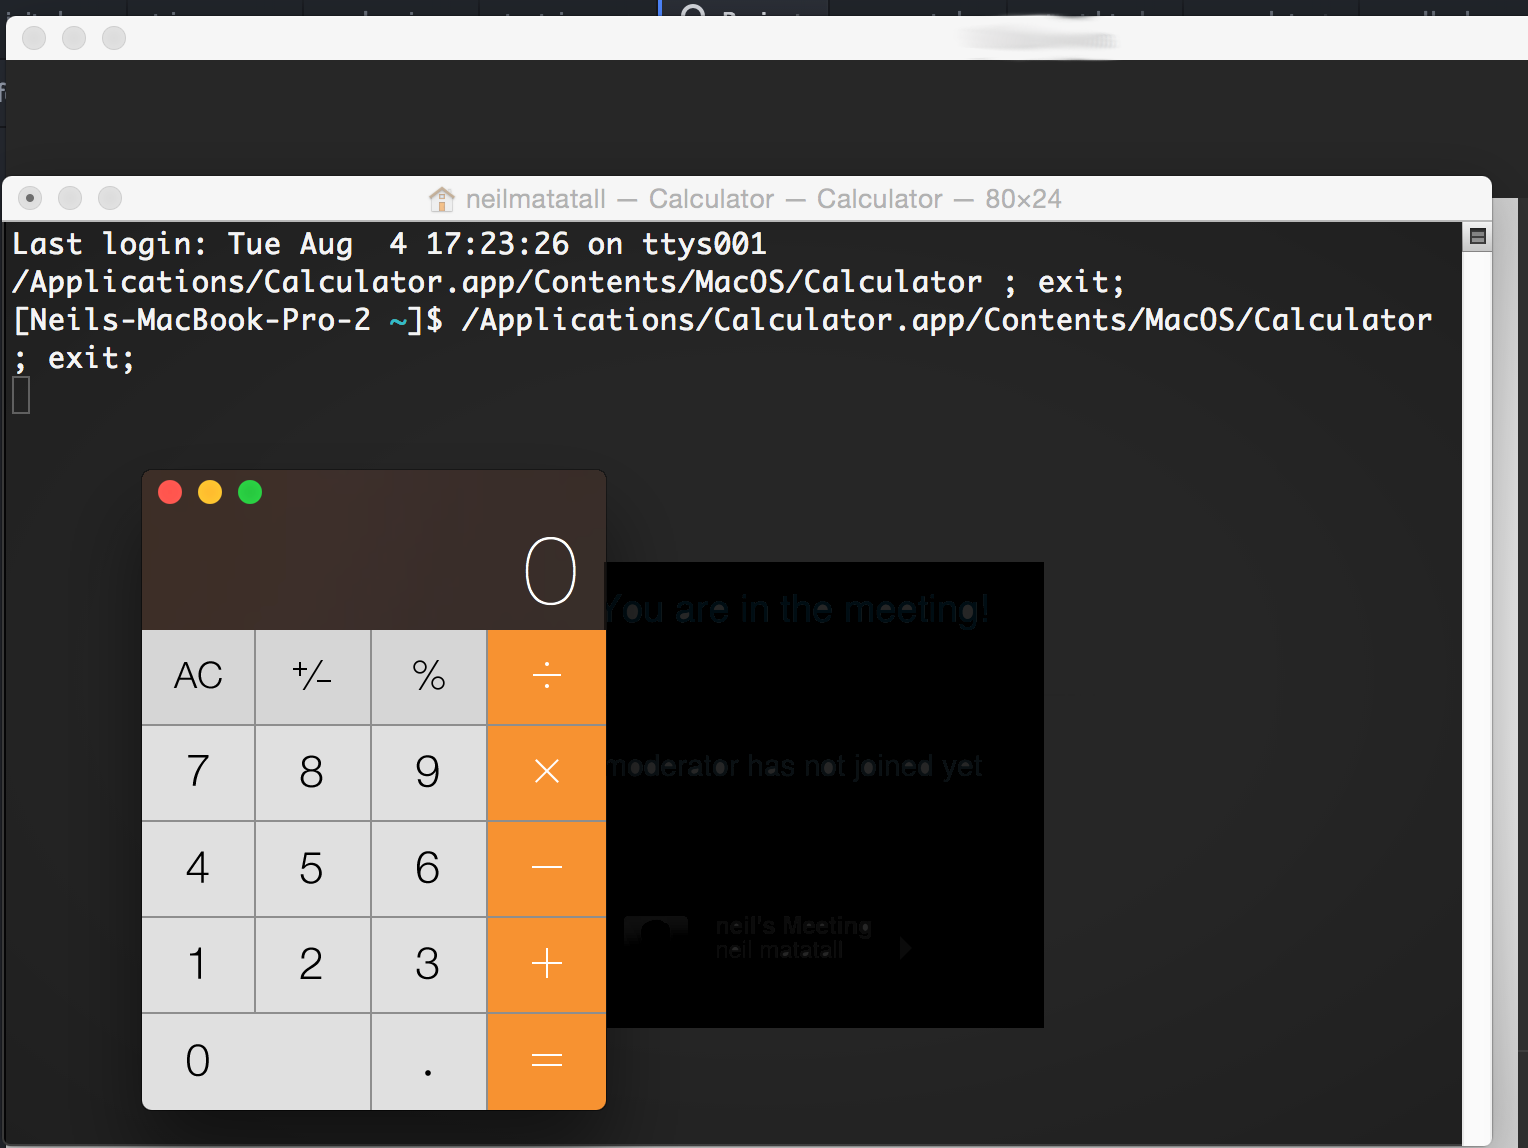 neilmatatall — Calculator — Calculator — 80×24
Last login: Tue Aug  4 17:23:26 on ttys001
/Applications/Calculator.app/Contents/MacOS/Calculator ; exit;
[Neils-MacBook-Pro-2 ~]$ /Applications/Calculator.app/Contents/MacOS/Calculator
; exit;
0
AC +/− % ÷
7 8 9 ×
4 5 6 −
1 2 3 +
0 . =
You are in the meeting!
moderator has not joined yet
neil's Meeting
neil matatall